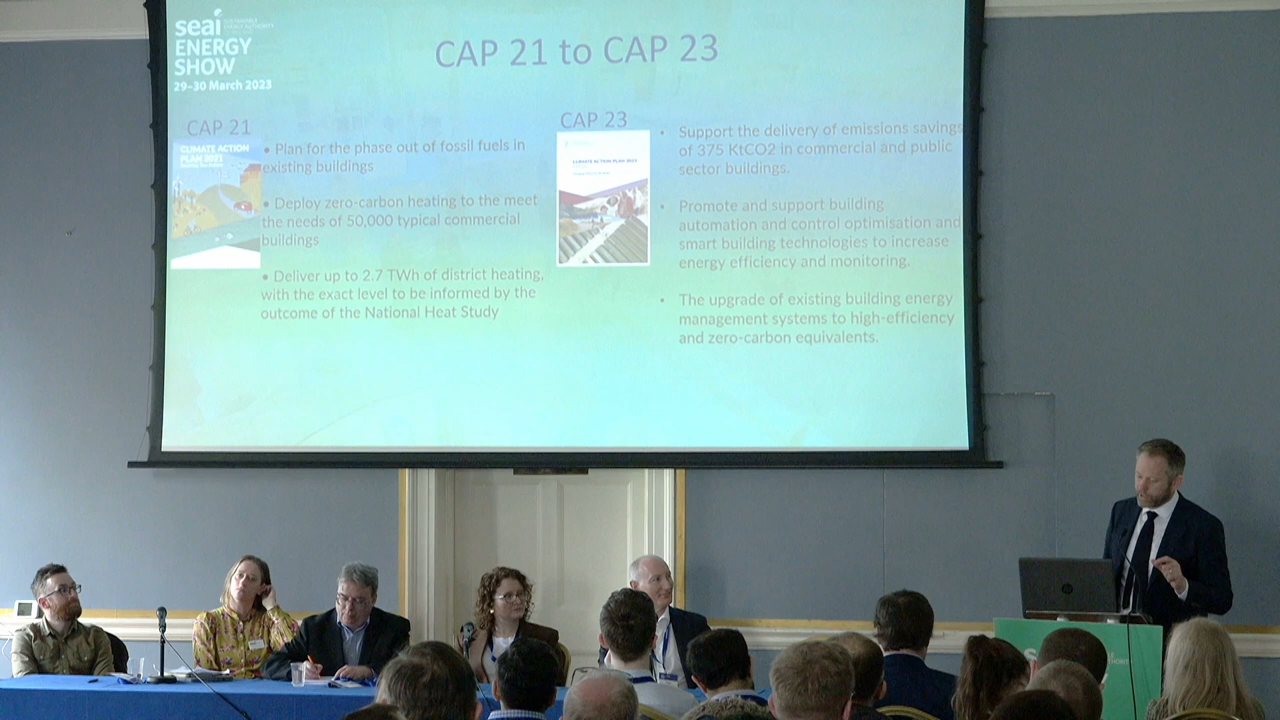 seai SUSTAINABLE ENERGY AUTHORITY
ENERGY
SHOW
29-30 March 2023
CAP 21 to CAP 23
CAP 21
CLIMATE ACTION
PLAN 2021
• Plan for the phase out of fossil fuels in
existing buildings
• Deploy zero-carbon heating to the meet
the needs of 50,000 typical commercial
buildings
• Deliver up to 2.7 TWh of district heating,
with the exact level to be informed by the
outcome of the National Heat Study
CAP 23
CLIMATE ACTION PLAN 2023
• Support the delivery of emissions savings
of 375 KtCO2 in commercial and public
sector buildings.
• Promote and support building
automation and control optimisation and
smart building technologies to increase
energy efficiency and monitoring.
• The upgrade of existing building energy
management systems to high-efficiency
and zero-carbon equivalents.